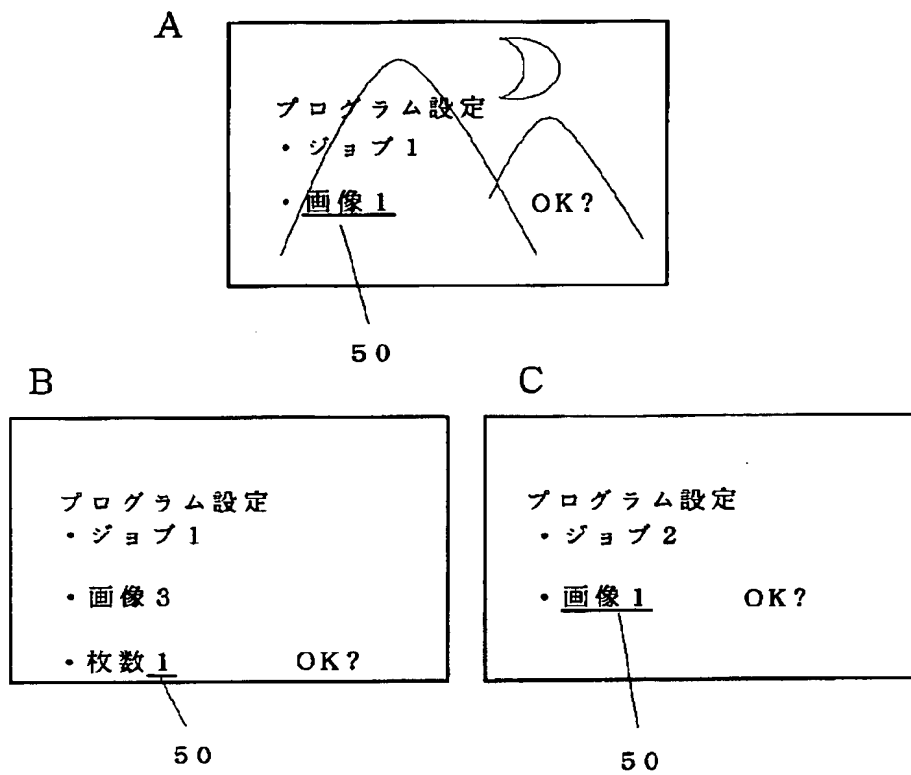 A
プログラム設定
・ジョブ1
・画像1 OK?
50
B
プログラム設定
・ジョブ1
・画像3
・枚数1 OK?
50
C
プログラム設定
・ジョブ2
・画像1 OK?
50